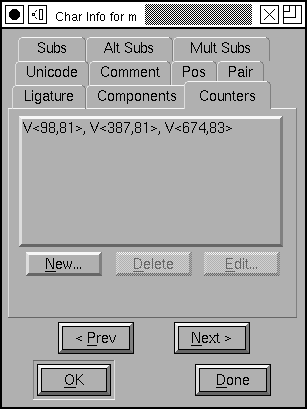 Char Info for m
Subs Alt Subs Mult Subs
Unicode Comment Pos Pair
Ligature Components Counters
V<98,81>, V<387,81>, V<674,83>
New... Delete Edit...
< Prev Next >
OK Done